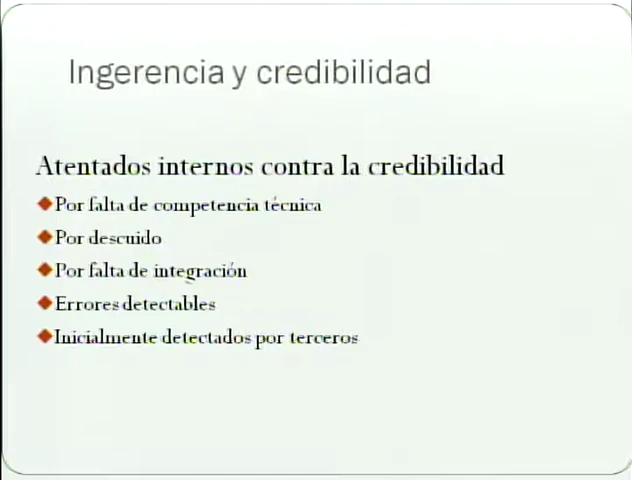 Ingerencia y credibilidad
Atentados internos contra la credibilidad
Por falta de competencia técnica
Por descuido
Por falta de integración
Errores detectables
Inicialmente detectados por terceros